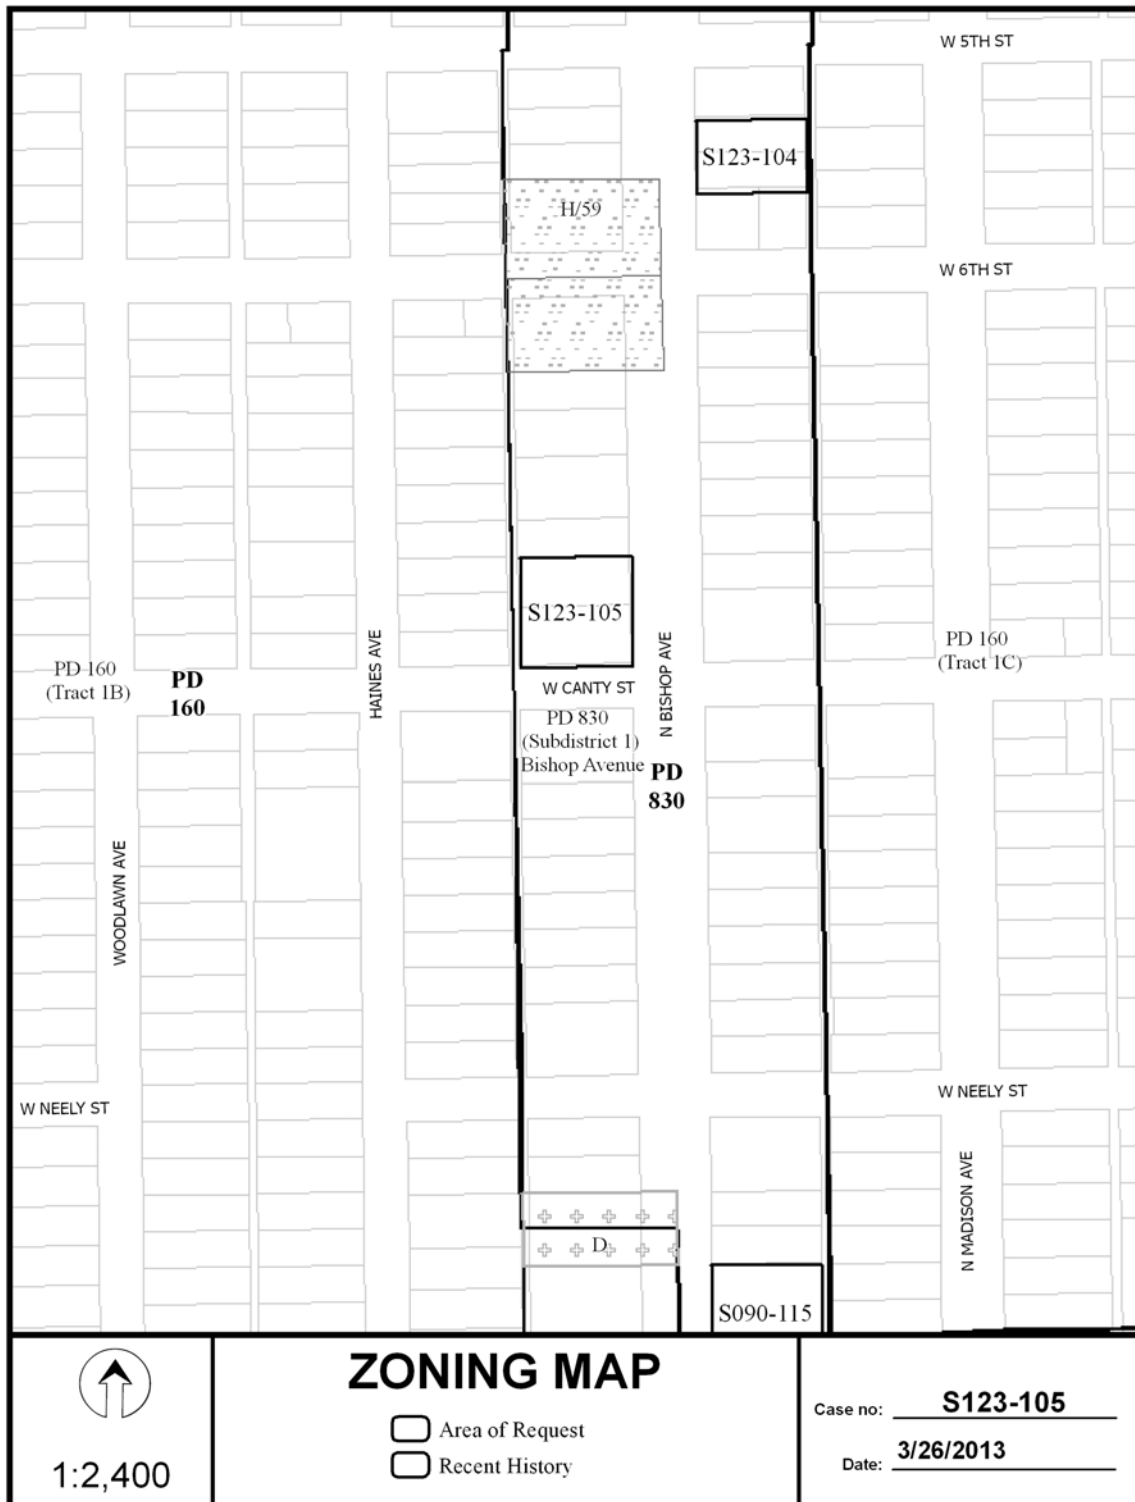 W 5TH ST
S123-104
H/59
W 6TH ST
S123-105
HAINES AVE
N BISHOP AVE
PD 160
(Tract 1C)
PD 160
(Tract 1B)
PD
160
W CANTY ST
PD 830
(Subdistrict 1)
Bishop Avenue
PD
830
WOODLAWN AVE
W NEELY ST
W NEELY ST
N MADISON AVE
D
S090-115
1:2,400
ZONING MAP
Area of Request
Recent History
Case no: S123-105
Date: 3/26/2013